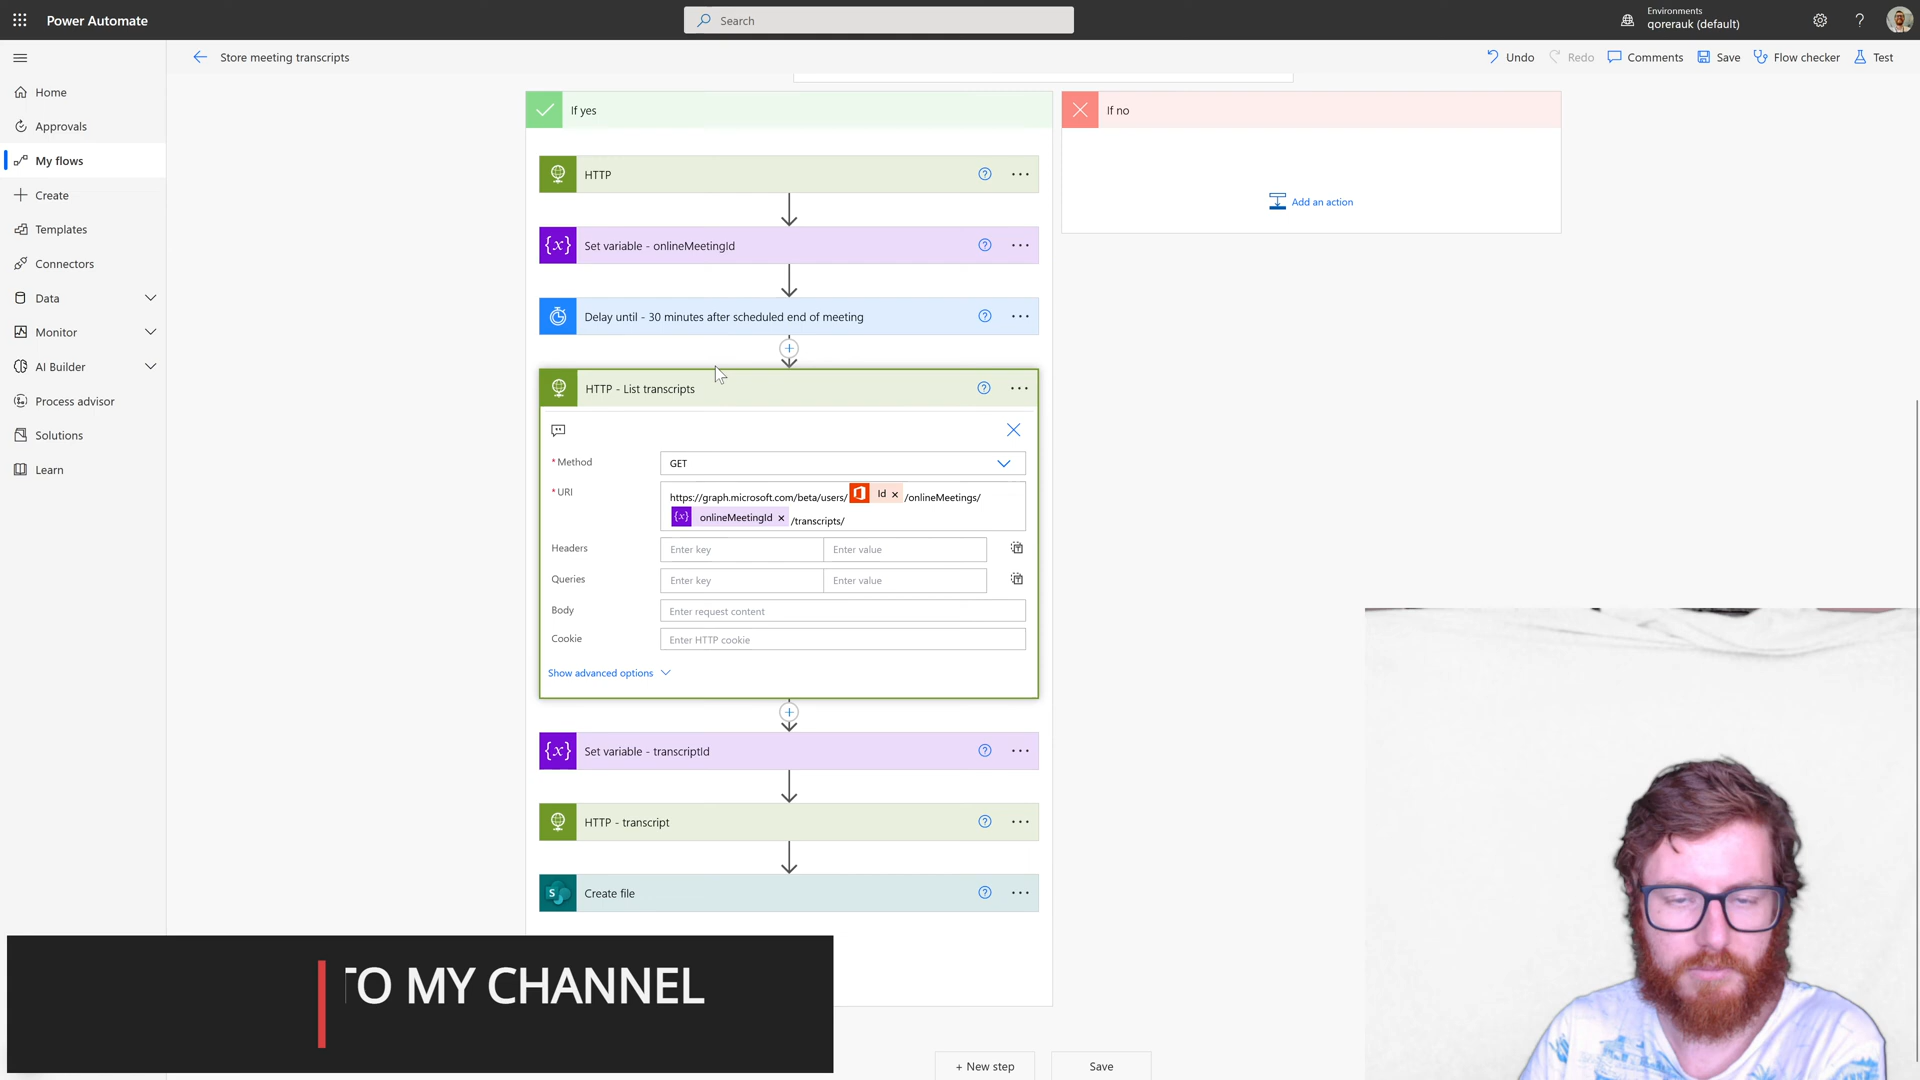 Power Automate
Search
Environments
qorerauk (default)
Store meeting transcripts
Undo
Redo
Comments
Save
Flow checker
Test
Home
Approvals
My flows
Create
Templates
Connectors
Data
Monitor
AI Builder
Process advisor
Solutions
Learn
If yes
If no
Add an action
HTTP
Set variable - onlineMeetingId
Delay until - 30 minutes after scheduled end of meeting
HTTP - List transcripts
* Method
GET
* URI
https://graph.microsoft.com/beta/users/ Id × /onlineMeetings/
onlineMeetingId × /transcripts/
Headers
Enter key
Enter value
Queries
Enter key
Enter value
Body
Enter request content
Cookie
Enter HTTP cookie
Show advanced options
Set variable - transcriptId
HTTP - transcript
Create file
TO MY CHANNEL
+ New step
Save